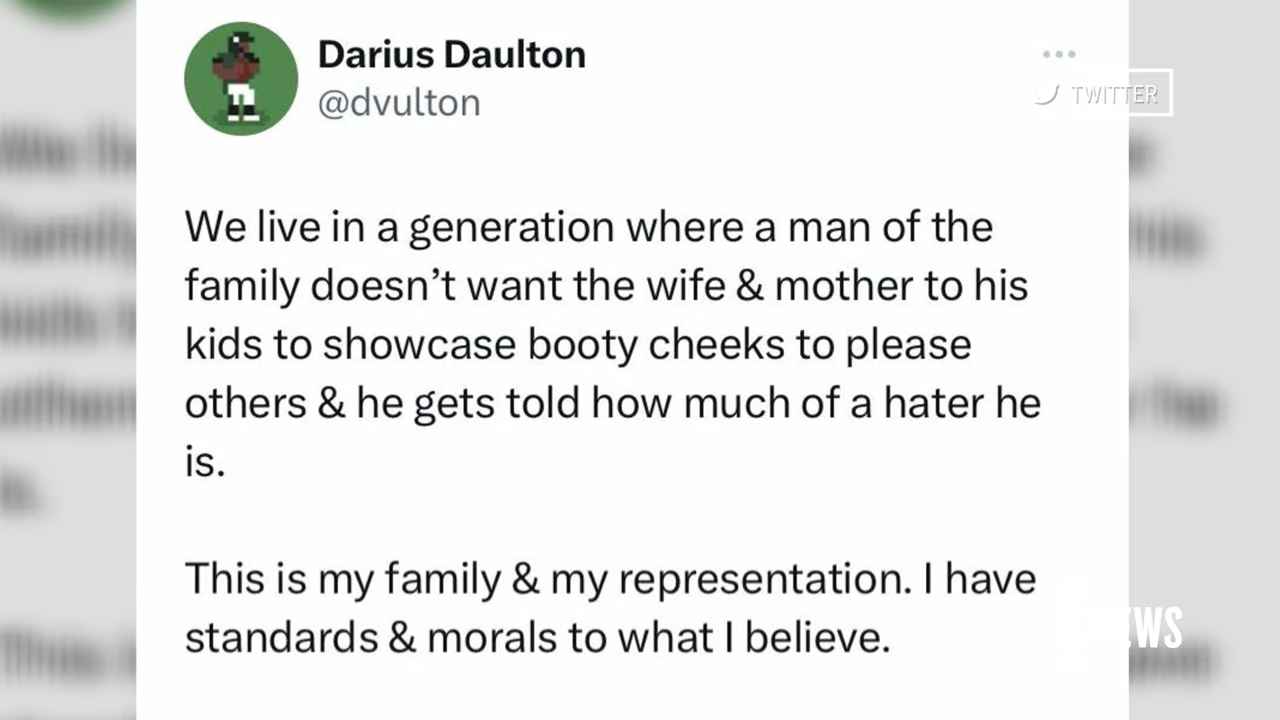 Darius Daulton
@dvulton
TWITTER
We live in a generation where a man of the
family doesn’t want the wife & mother to his
kids to showcase booty cheeks to please
others & he gets told how much of a hater he
is.
This is my family & my representation. I have
standards & morals to what I believe.
NEWS